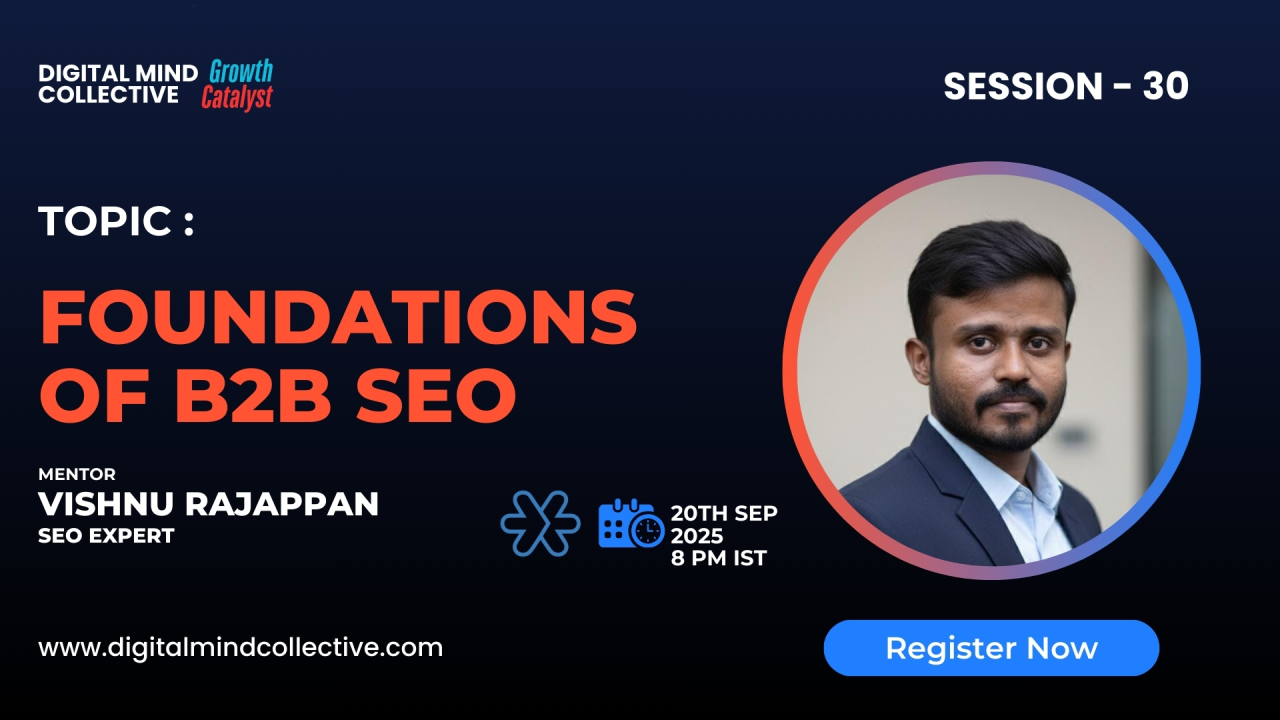 DIGITAL MIND
COLLECTIVE
Growth
Catalyst
SESSION - 30
TOPIC :
FOUNDATIONS
OF B2B SEO
MENTOR
VISHNU RAJAPPAN
SEO EXPERT
20TH SEP
2025
8 PM IST
www.digitalmindcollective.com
Register Now